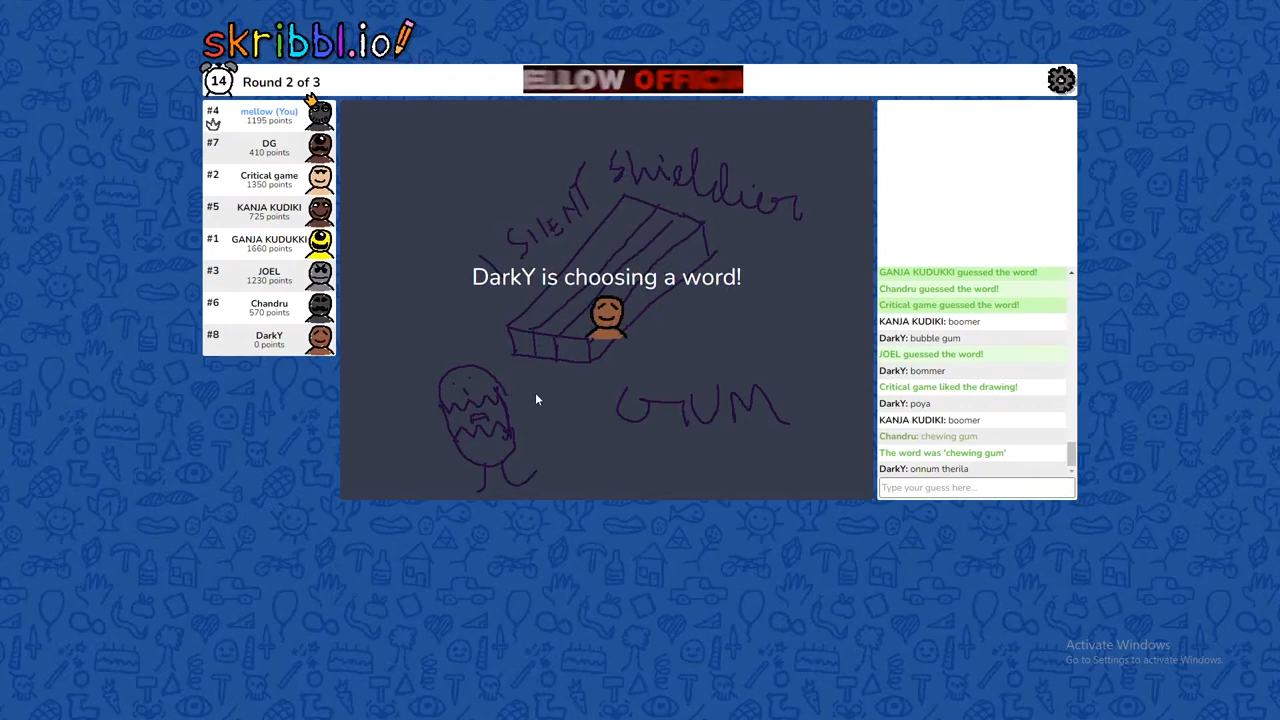 skribbl.io
14
Round 2 of 3
ELLOW OFFIC
#4
mellow (You)
1195 points
#7
DG
410 points
#2
Critical game
1350 points
#5
KANJA KUDIKI
725 points
#1
GANJA KUDUKKI
1660 points
#3
JOEL
1230 points
#6
Chandru
570 points
#8
DarkY
0 points
SILENT shieldier
DarkY is choosing a word!
GUM
GANJA KUDUKKI guessed the word!
Chandru guessed the word!
Critical game guessed the word!
KANJA KUDIKI: boomer
DarkY: bubble gum
JOEL guessed the word!
DarkY: bommer
Critical game liked the drawing!
DarkY: poya
KANJA KUDIKI: boomer
Chandru: chewing gum
The word was 'chewing gum'
DarkY: onnum therila
Type your guess here...
Activate Windows
Go to Settings to activate Windows.